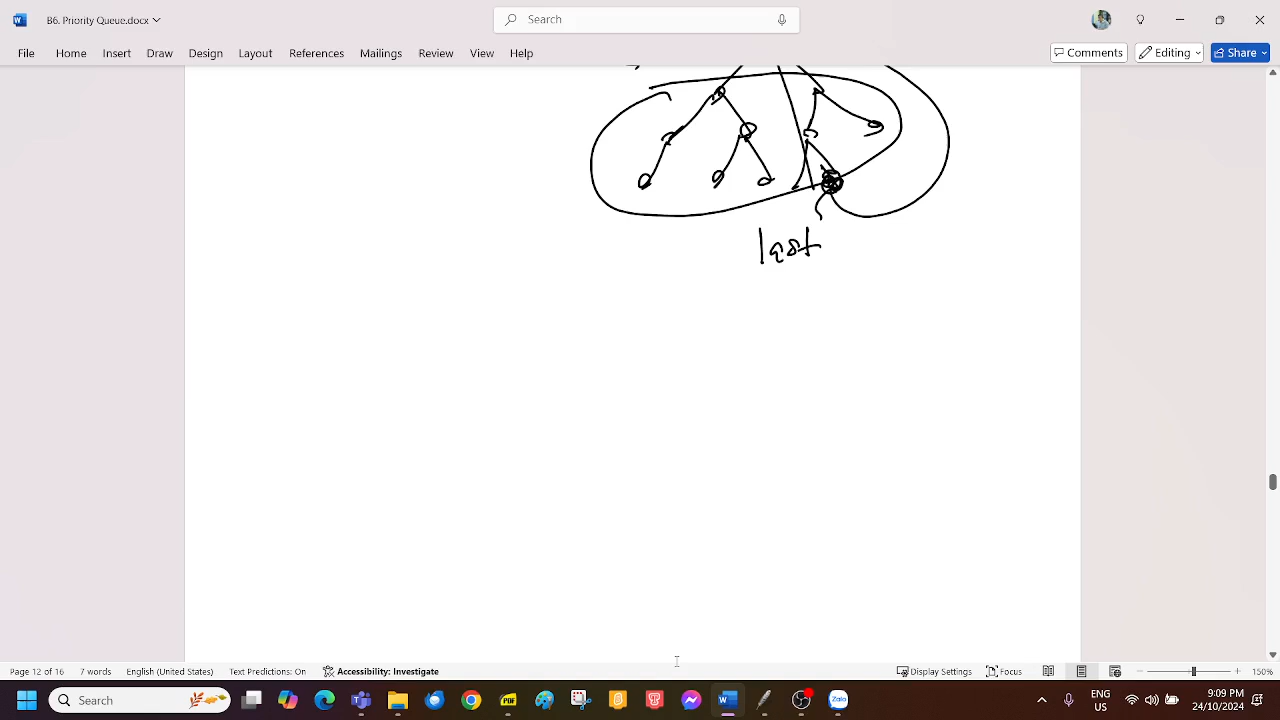 B6. Priority Queue.docx
Search
File Home Insert Draw Design Layout References Mailings Review View Help
Comments Editing Share
last
Page 12 of 16 7 words English (United States) Text Predictions: On Accessibility: Investigate Display Settings Focus 150%
Search PDF Zalo ENG US 9:09 PM 24/10/2024